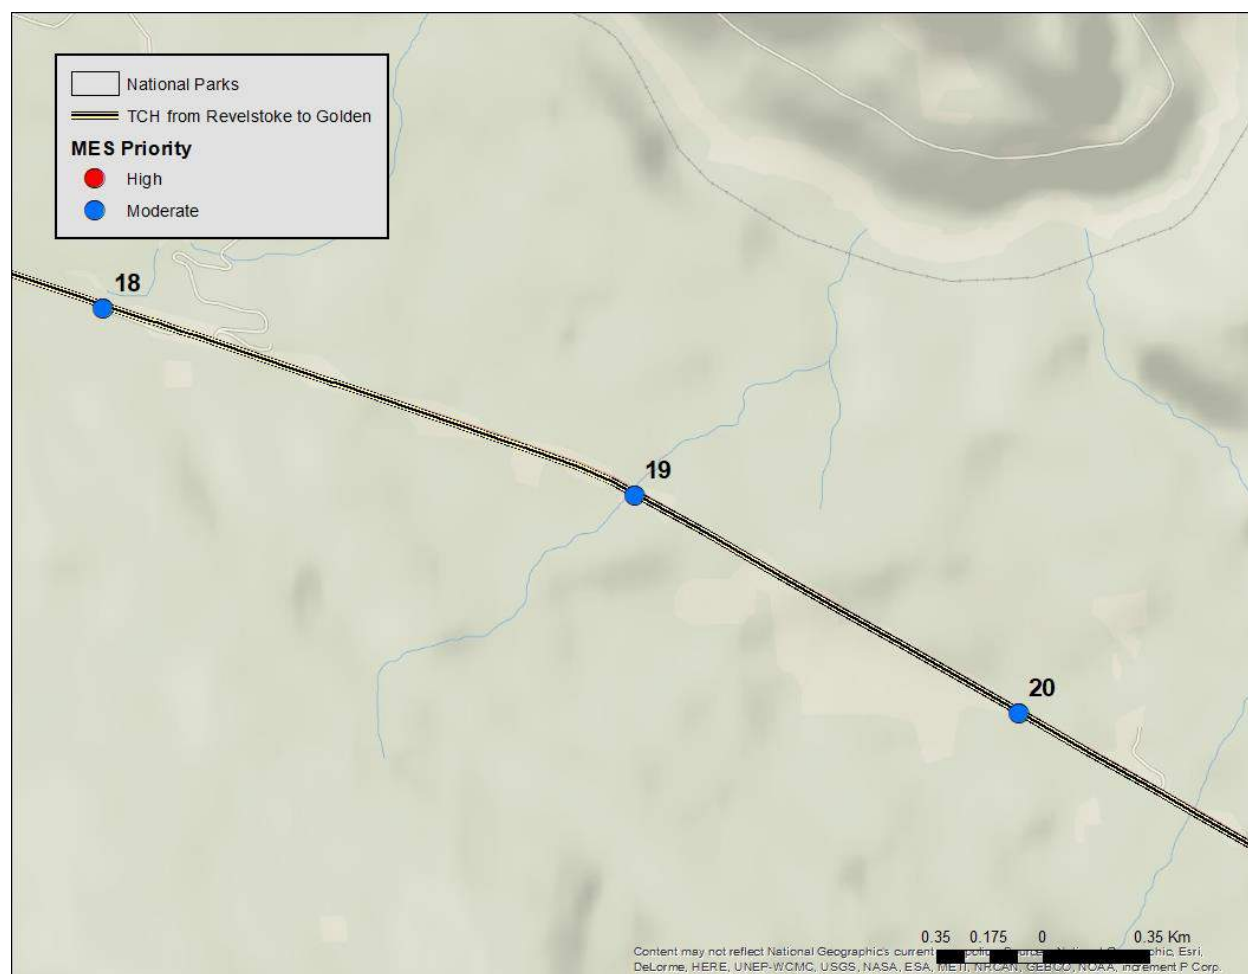 National Parks
TCH from Revelstoke to Golden
MES Priority
High
Moderate
18
19
20
0.35 0.175 0 0.35 Km
Content may not reflect National Geographic's current
DeLorme, HERE, UNEP-WCMC, USGS, NASA, ESA, METI, NRCAN, GEBCO, NOAA, increment P Corp.